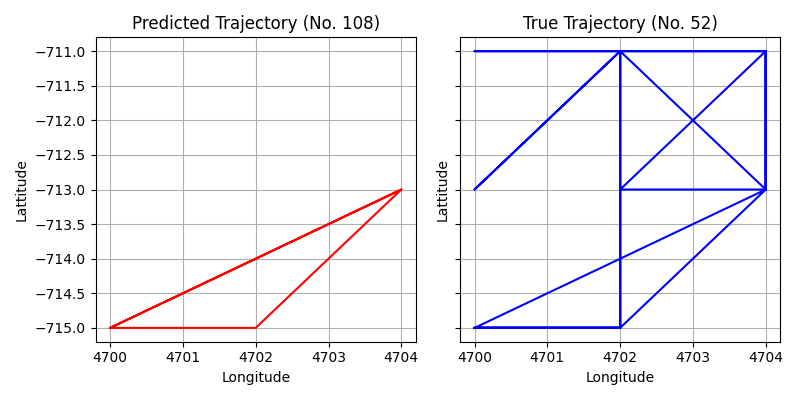 Predicted Trajectory (No. 108)
True Trajectory (No. 52)
Lattitude
−711.0
−711.5
−712.0
−712.5
−713.0
−713.5
−714.0
−714.5
−715.0
4700 4701 4702 4703 4704
Longitude
Lattitude
4700 4701 4702 4703 4704
Longitude